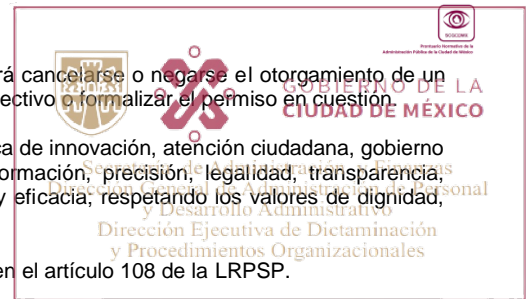 SOGCDMX
Prontuario Normativo de la
Administración Pública de la Ciudad de México
rá cancelarse o negarse el otorgamiento de un
ectivo o formalizar el permiso en cuestión.
GOBIERNO DE LA
CIUDAD DE MÉXICO
ca de innovación, atención ciudadana, gobierno
ormación, precisión, legalidad, transparencia,
y eficacia; respetando los valores de dignidad,
Secretaría de Administración y Finanzas
Dirección General de Administración de Personal
y Desarrollo Administrativo
Dirección Ejecutiva de Dictaminación
y Procedimientos Organizacionales
en el artículo 108 de la LRPSP.